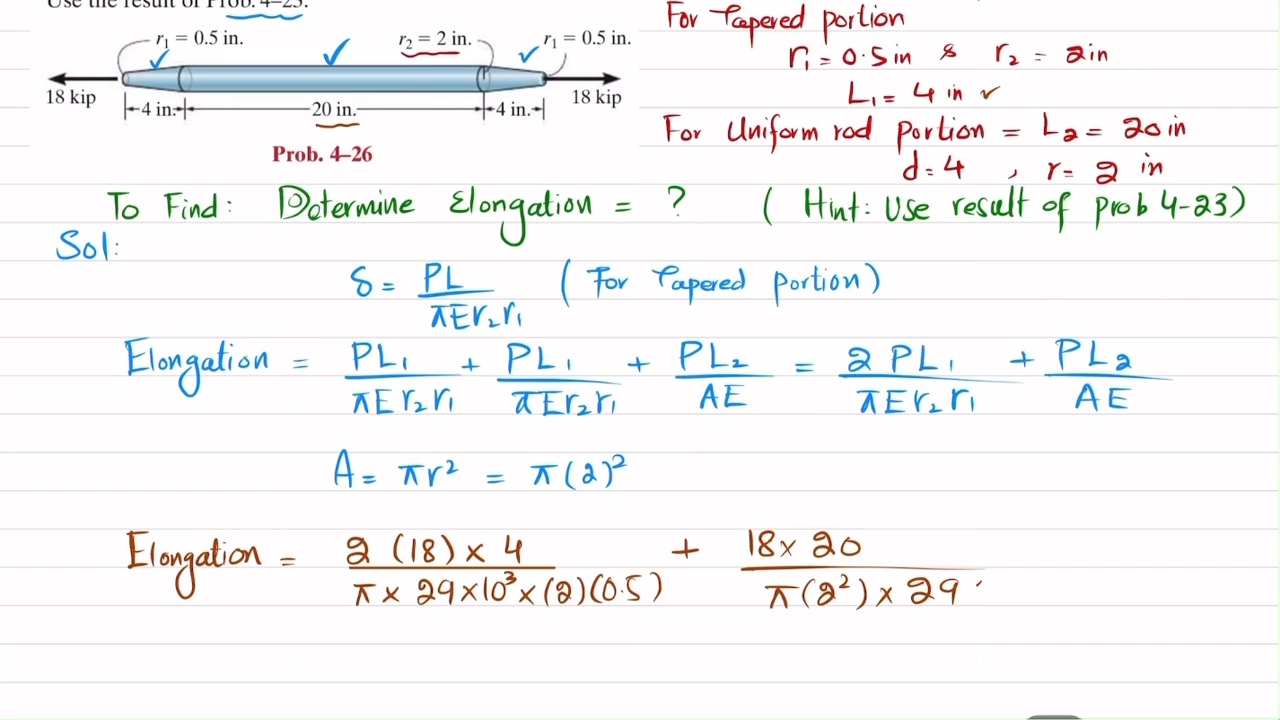 Use the result of Prob. 4–23.
r₁ = 0.5 in.
r₂ = 2 in.
r₁ = 0.5 in.
18 kip
4 in.
20 in.
4 in.
18 kip
Prob. 4–26
For Tapered portion
r₁ = 0.5 in & r₂ = 2 in
L₁ = 4 in ✓
For Uniform rod portion = L₂ = 20 in
d = 4 , r = 2 in
To Find: Determine Elongation = ? ( Hint: Use result of prob 4-23)
Sol:
δ = PL / πEr₂r₁ ( For Tapered portion)
Elongation = PL₁ / πEr₂r₁ + PL₁ / πEr₂r₁ + PL₂ / AE = 2PL₁ / πEr₂r₁ + PL₂ / AE
A = πr² = π(2)²
Elongation = 2 (18) × 4 / π × 29×10³ × (2)(0.5) + 18 × 20 / π(2²) × 29